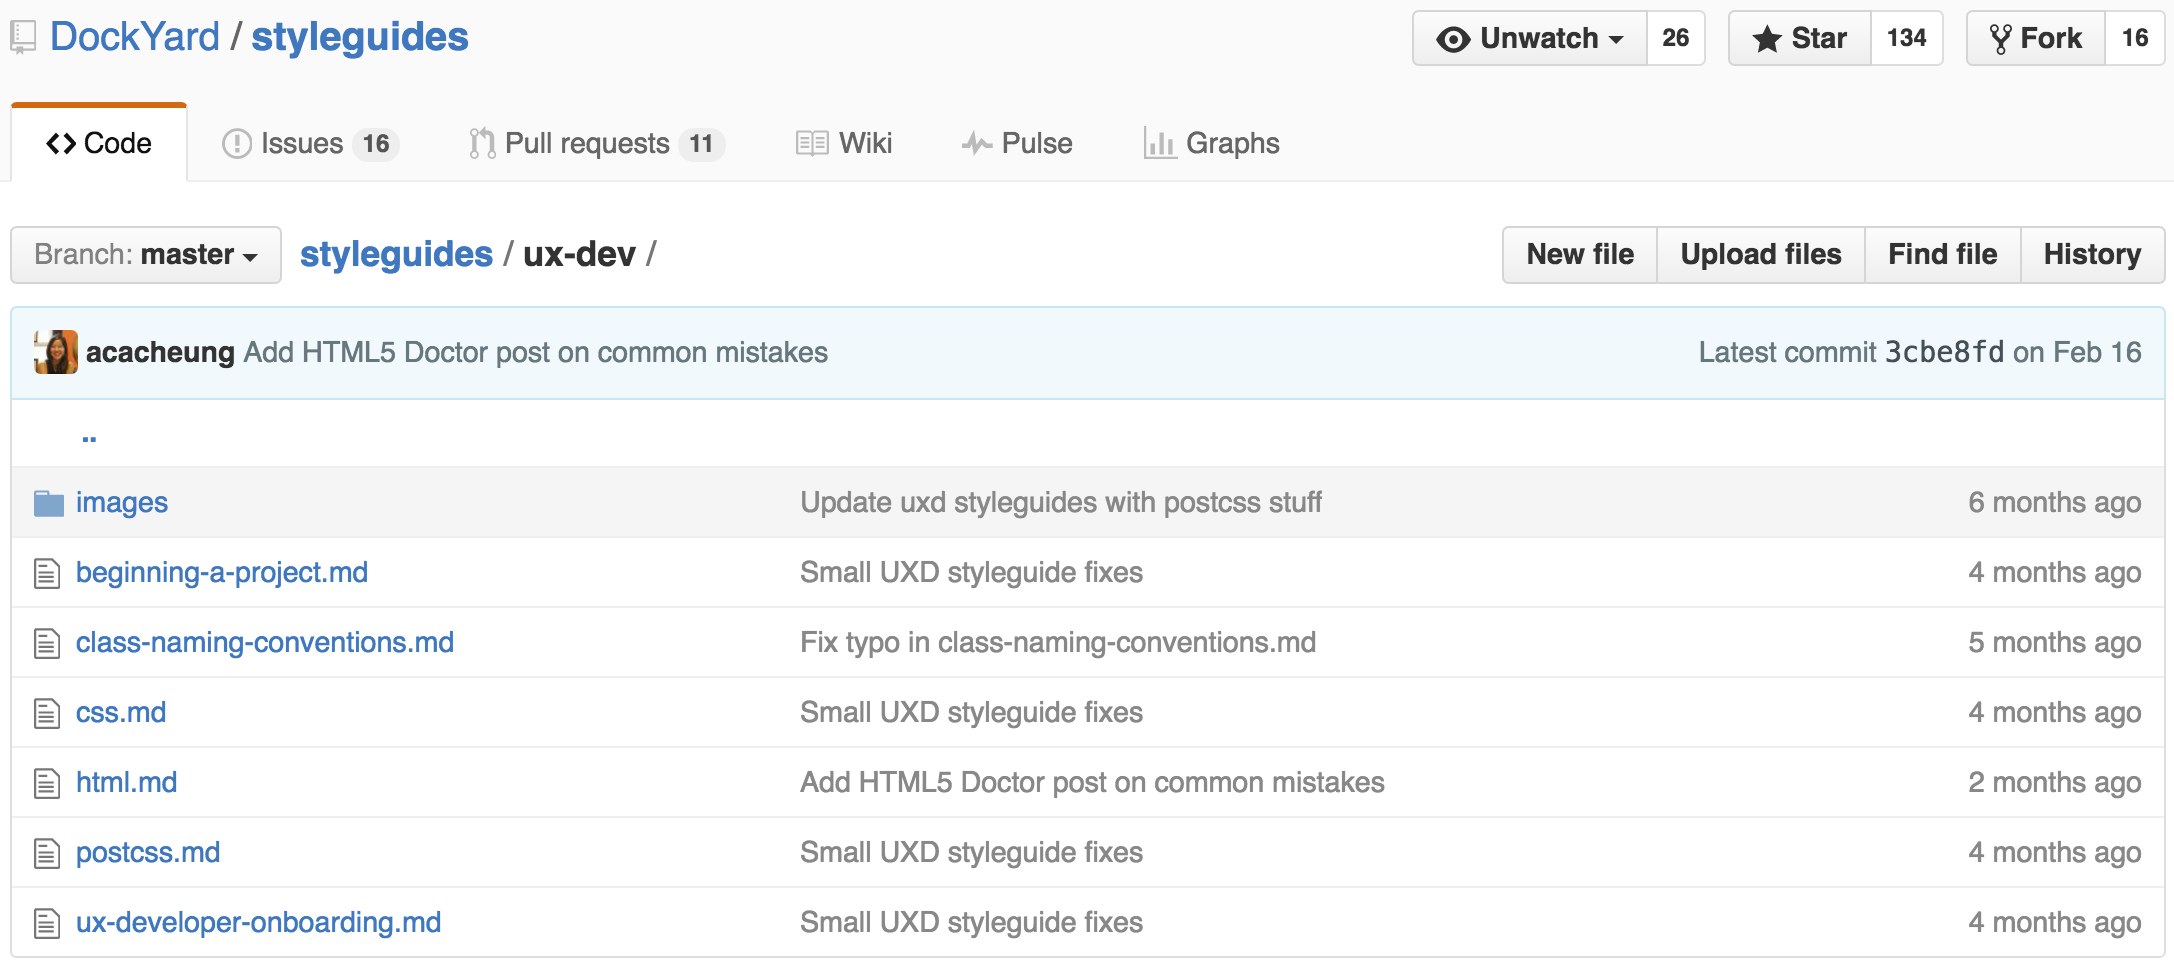 DockYard / styleguides Unwatch 26 Star 134 Fork 16
Code Issues 16 Pull requests 11 Wiki Pulse Graphs
Branch: master styleguides / ux-dev / New file Upload files Find file History
acacheung Add HTML5 Doctor post on common mistakes Latest commit 3cbe8fd on Feb 16
..
images Update uxd styleguides with postcss stuff 6 months ago
beginning-a-project.md Small UXD styleguide fixes 4 months ago
class-naming-conventions.md Fix typo in class-naming-conventions.md 5 months ago
css.md Small UXD styleguide fixes 4 months ago
html.md Add HTML5 Doctor post on common mistakes 2 months ago
postcss.md Small UXD styleguide fixes 4 months ago
ux-developer-onboarding.md Small UXD styleguide fixes 4 months ago